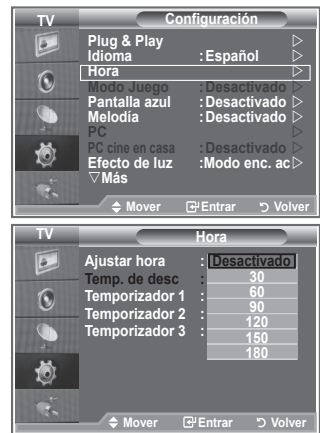 TV Configuración
Plug & Play
Idioma :Español
Hora
Modo Juego :Desactivado
Pantalla azul :Desactivado
Melodía :Desactivado
PC
PC cine en casa :Desactivado
Efecto de luz :Modo enc. ac
▽Más
Mover Entrar Volver
TV Hora
Ajustar hora : Desactivado
Temp. de desc : 30
Temporizador 1 : 60
90
Temporizador 2 : 120
Temporizador 3 : 150
180
Mover Entrar Volver